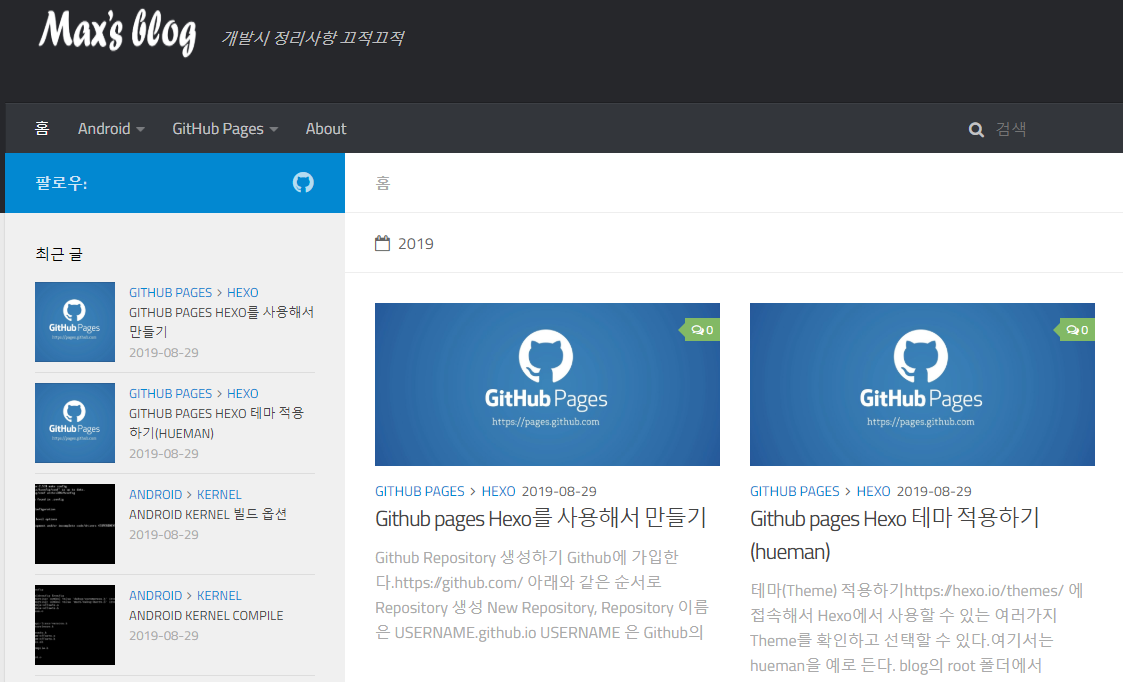 Max's blog
개발시 정리사항 끄적끄적
홈 Android GitHub Pages About 검색
팔로우:
홈
2019
최근 글
GitHub Pages
https://pages.github.com
GITHUB PAGES > HEXO
GITHUB PAGES HEXO를 사용해서
만들기
2019-08-29
GitHub Pages
https://pages.github.com
GITHUB PAGES > HEXO
GITHUB PAGES HEXO 테마 적용
하기(HUEMAN)
2019-08-29
ANDROID > KERNEL
ANDROID KERNEL 빌드 옵션
2019-08-29
ANDROID > KERNEL
ANDROID KERNEL COMPILE
2019-08-29
0
GitHub Pages
https://pages.github.com
GITHUB PAGES > HEXO 2019-08-29
Github pages Hexo를 사용해서 만들기
Github Repository 생성하기 Github에 가입한
다.https://github.com/ 아래와 같은 순서로
Repository 생성 New Repository, Repository 이름
은 USERNAME.github.io USERNAME 은 Github의
0
GitHub Pages
https://pages.github.com
GITHUB PAGES > HEXO 2019-08-29
Github pages Hexo 테마 적용하기
(hueman)
테마(Theme) 적용하기https://hexo.io/themes/ 에
접속해서 Hexo에서 사용할 수 있는 여러가지
Theme를 확인하고 선택할 수 있다.여기서는
hueman을 예로 든다. blog의 root 폴더에서